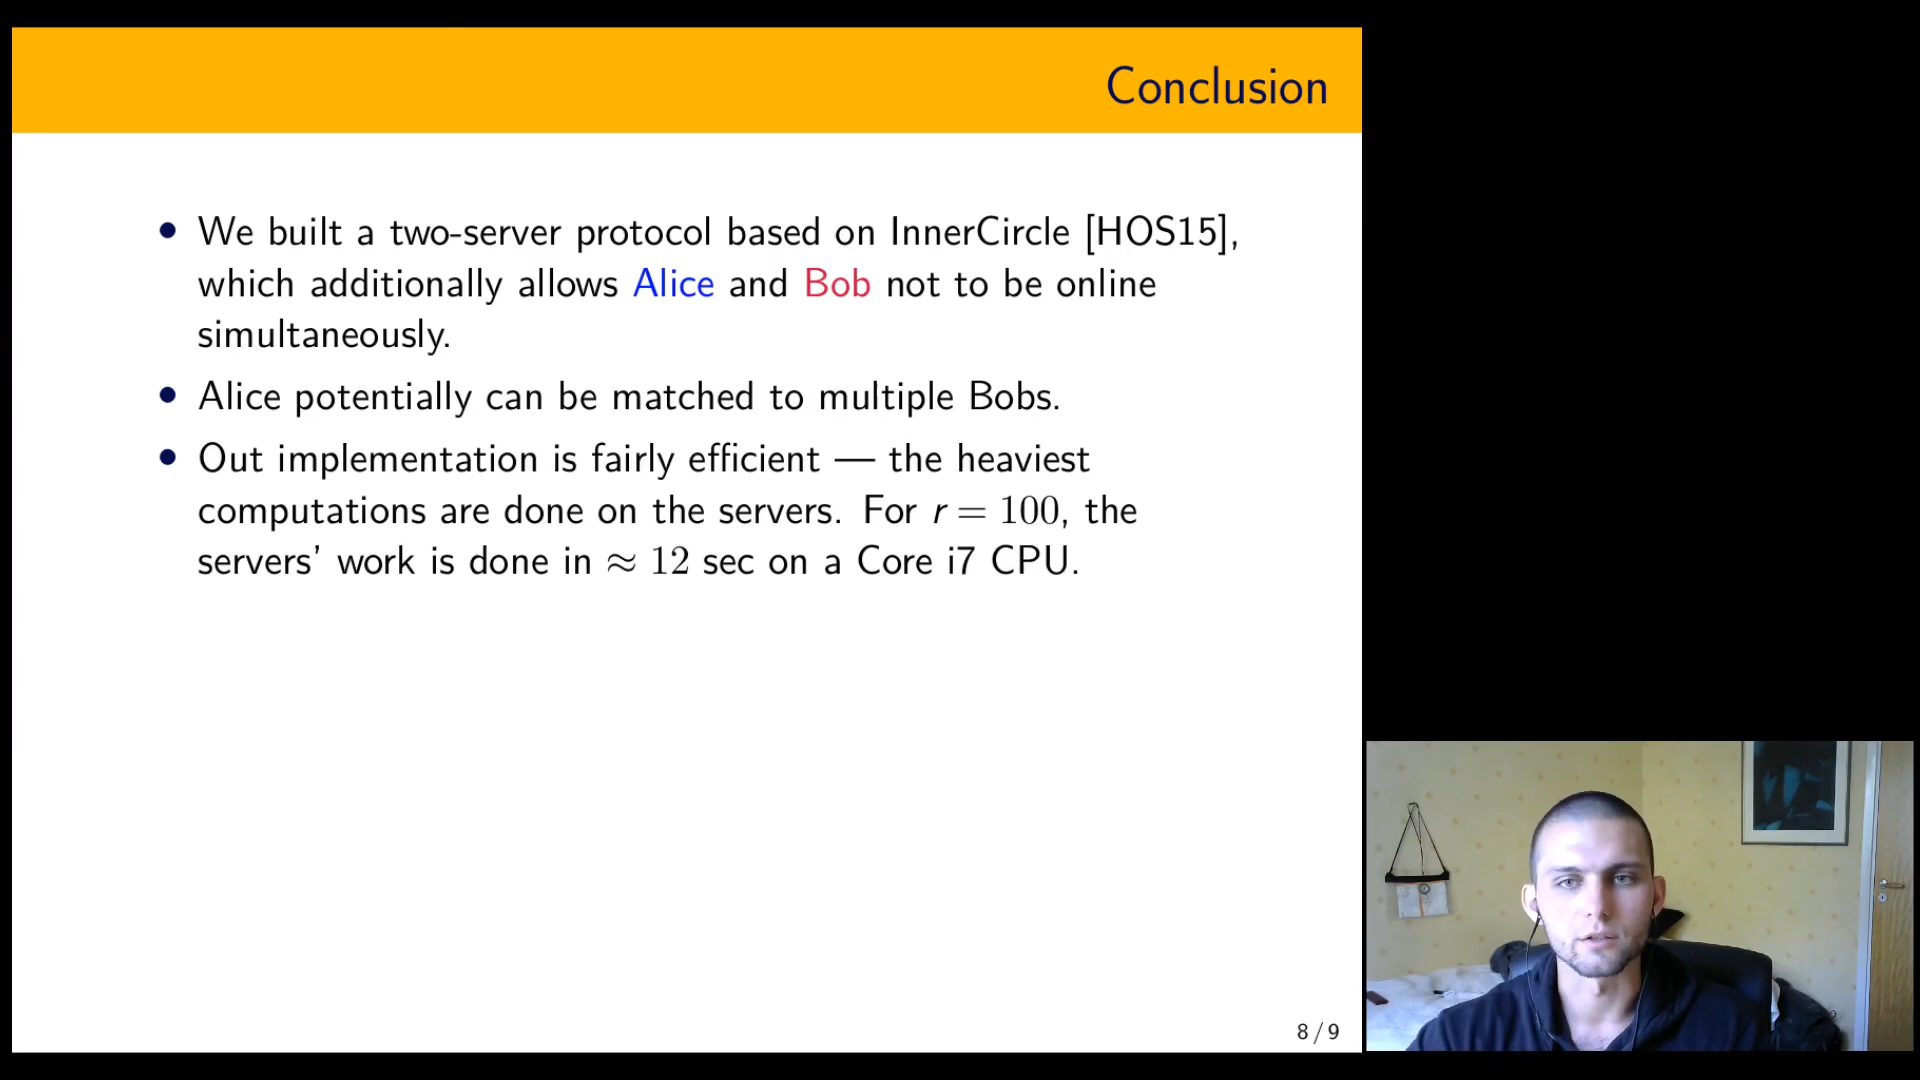 Conclusion
• We built a two-server protocol based on InnerCircle [HOS15],
which additionally allows Alice and Bob not to be online
simultaneously.
• Alice potentially can be matched to multiple Bobs.
• Out implementation is fairly efficient — the heaviest
computations are done on the servers. For r = 100, the
servers’ work is done in ≈ 12 sec on a Core i7 CPU.
8 / 9